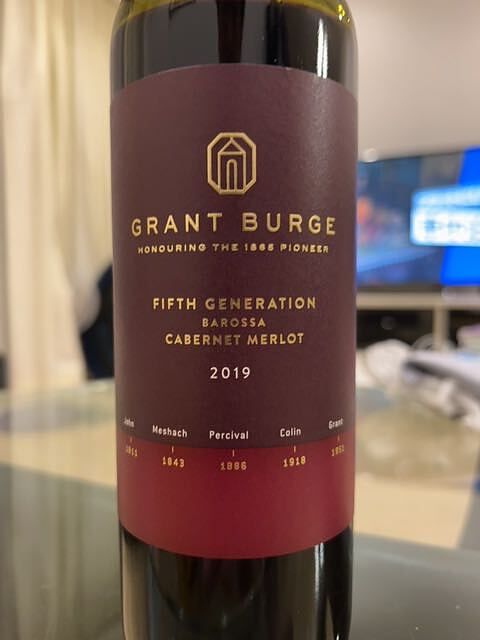 GRANT BURGE
HONOURING THE 1865 PIONEER
FIFTH GENERATION
BAROSSA
CABERNET MERLOT
2019
John Meshach Percival Colin Grant
1811 1843 1886 1918 1951